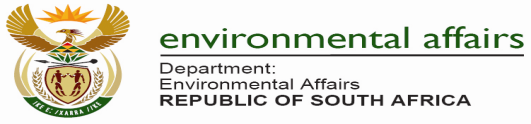 environmental affairs
Department:
Environmental Affairs
REPUBLIC OF SOUTH AFRICA